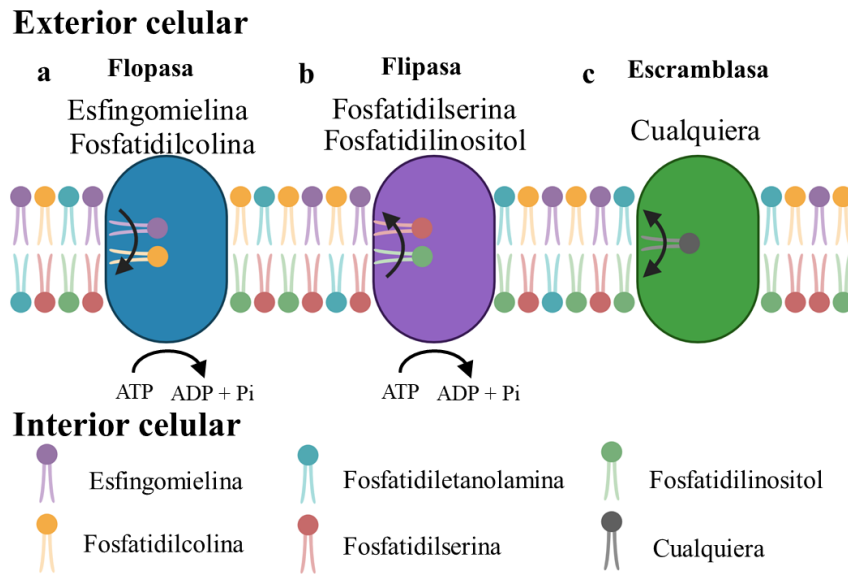 Exterior celular
a Flopasa
b Flipasa
c Escramblasa
Esfingomielina
Fosfatidilcolina
Fosfatidilserina
Fosfatidilinositol
Cualquiera
ATP ADP + Pi
ATP ADP + Pi
Interior celular
Esfingomielina
Fosfatidiletanolamina
Fosfatidilinositol
Fosfatidilcolina
Fosfatidilserina
Cualquiera